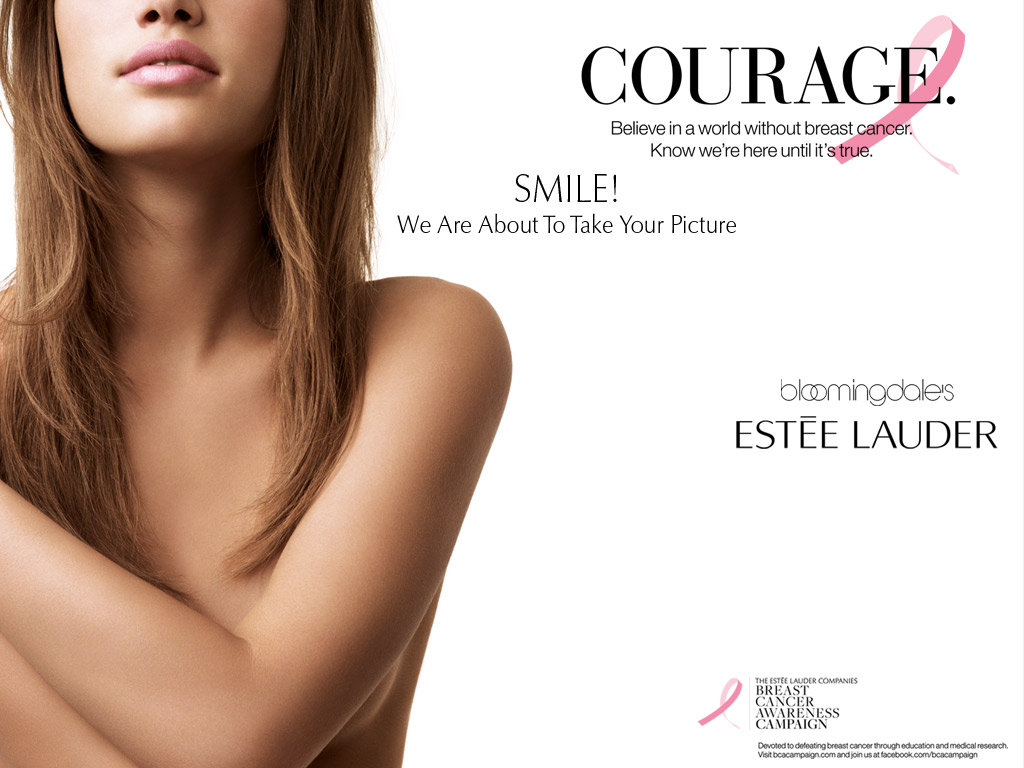 COURAGE.
Believe in a world without breast cancer.
Know we're here until it's true.
SMILE!
We Are About To Take Your Picture
bloomingdale's
ESTĒE LAUDER
THE ESTÉE LAUDER COMPANIES
BREAST
CANCER
AWARENESS
CAMPAIGN
Devoted to defeating breast cancer through education and medical research.
Visit bcacampaign.com and join us at facebook.com/bcacampaign